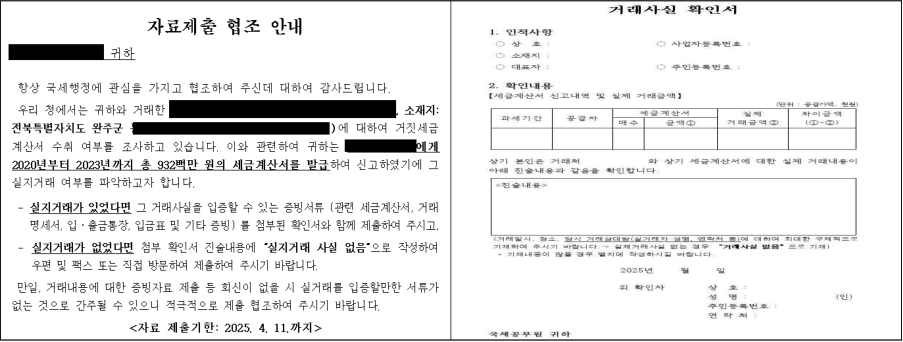 자료제출 협조 안내
귀하
항상 국세행정에 관심을 가지고 협조하여 주신데 대하여 감사드립니다.
우리 청에서는 귀하와 거래한 , 소재지:
전북특별자치도 완주군 )에 대하여 거짓세금
계산서 수취 여부를 조사하고 있습니다. 이와 관련하여 귀하는 에게
2020년부터 2023년까지 총 932백만 원의 세금계산서를 발급하여 신고하였기에 그
실지거래 여부를 파악하고자 합니다.
- 실지거래가 있었다면 그 거래사실을 입증할 수 있는 증빙서류 (관련 세금계산서, 거래
명세서, 입·출금통장, 입금표 및 기타 증빙) 를 첨부된 확인서와 함께 제출하여 주시고,
- 실지거래가 없었다면 첨부 확인서 진술내용에 "실지거래 사실 없음"으로 작성하여
우편 및 팩스 또는 직접 방문하여 제출하여 주시기 바랍니다.
만일, 거래내용에 대한 증빙자료 제출 등 회신이 없을 시 실거래를 입증할만한 서류가
없는 것으로 간주될 수 있으니 적극적으로 제출 협조하여 주시기 바랍니다.
<자료 제출기한: 2025. 4. 11.까지>
거래사실 확인서
1. 인적사항
○ 상 호 : ○ 사업자등록번호 :
○ 소재지 :
○ 대표자 : ○ 주민등록번호 :
2. 확인내용
[세금계산서 신고내역 및 실제 거래금액]
(단위 : 공급가액, 천원)
과세기간 공급자 세금계산서 실제 차이금액
매수 금액① 거래금액② (①-②)
상기 본인은 거래처 와 상기 세금계산서에 대한 실제 거래내용이
아래 진술내용과 같음을 확인합니다.
<진술내용>
(거래일시, 장소, 당시 거래상대방(실거래자 성명, 연락처 등)에 대하여 최대한 구체적으로
기재하여 주시기 바랍니다. → 실제거래사실 없는 경우 "거래사실 없음" 으로 기재)
* 기재내용이 많을 경우 별지에 작성하시길 바랍니다.
2025년 월 일
위 확인자 상 호 :
성 명 : (인)
주민등록번호 :
연 락 처 :
국세공무원 귀하